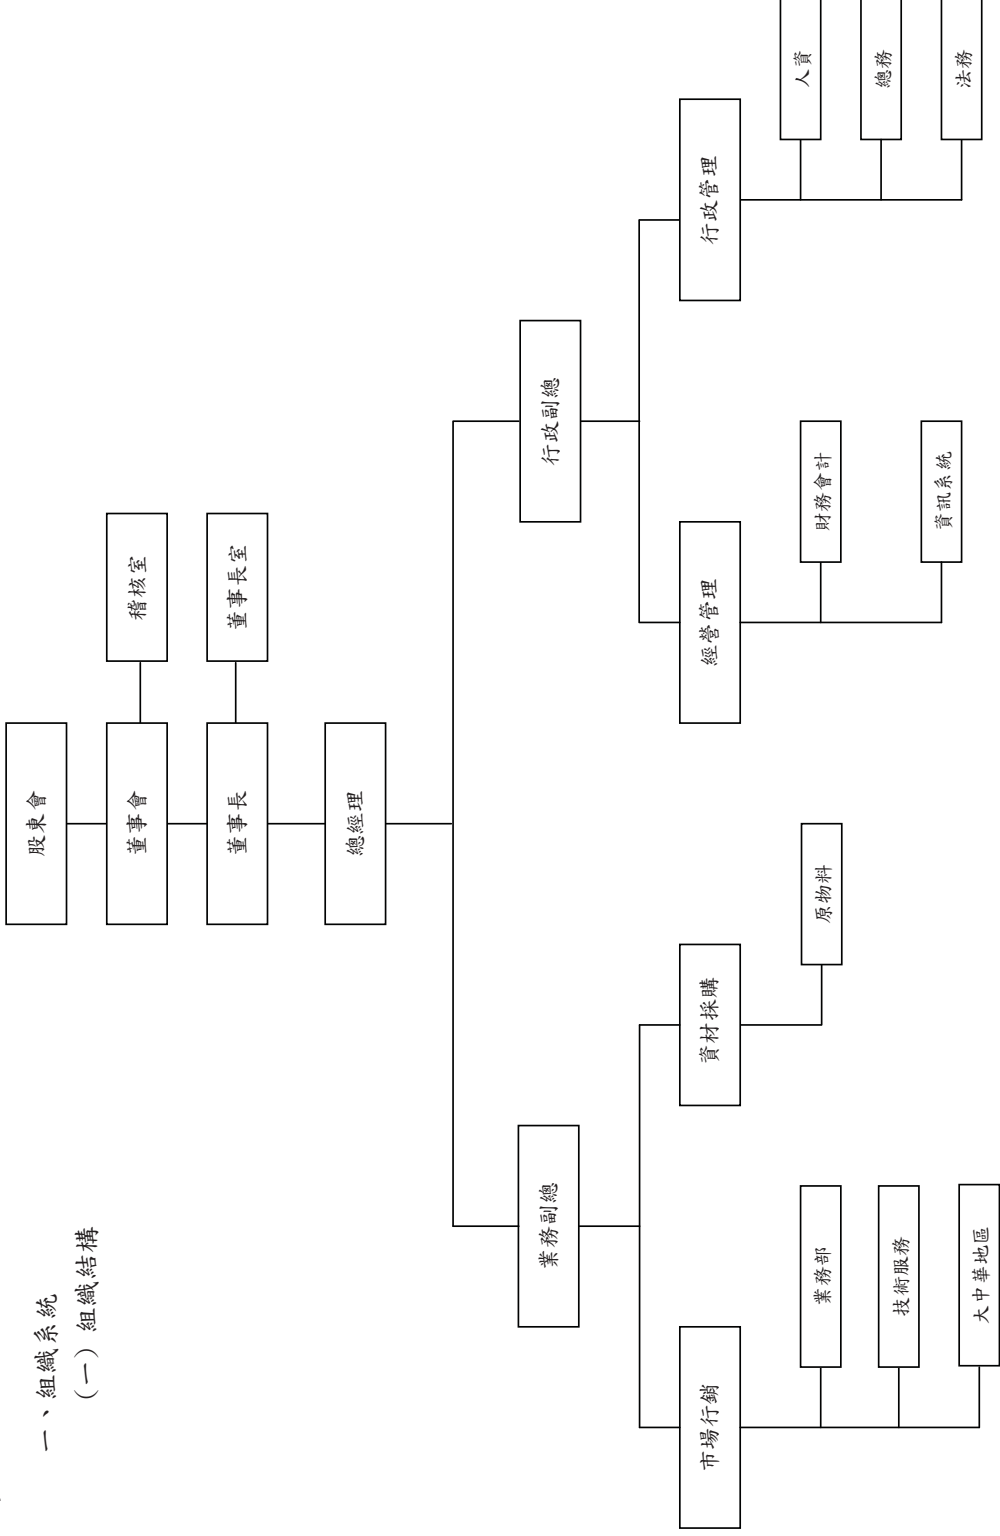 一、組織系統
（一）組織結構
股東會
董事會
稽核室
董事長
董事長室
總經理
業務副總
行政副總
市場行銷
資材採購
經營管理
行政管理
業務部
技術服務
大中華地區
原物料
財務會計
資訊系統
人資
總務
法務